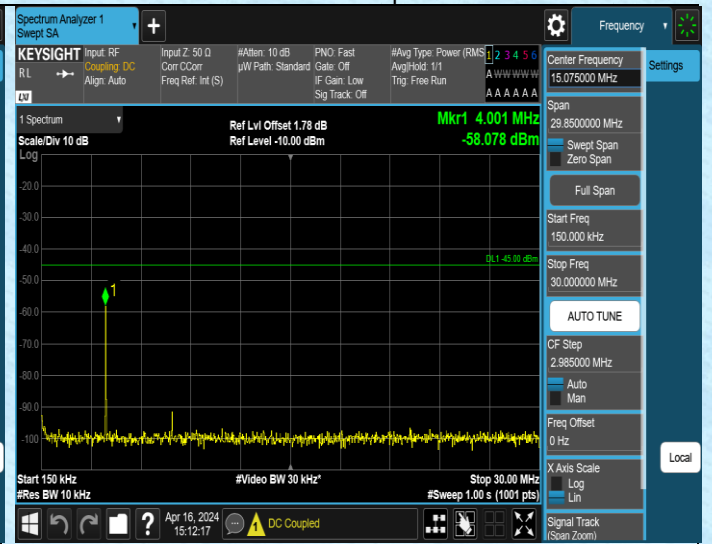 Spectrum Analyzer 1
Swept SA
Frequency
KEYSIGHT
RL
LXI
Input: RF
Coupling: DC
Align: Auto
Input Z: 50 Ω
Corr CCorr
Freq Ref: Int (S)
#Atten: 10 dB
µW Path: Standard
PNO: Fast
Gate: Off
IF Gain: Low
Sig Track: Off
#Avg Type: Power (RMS
Avg|Hold: 1/1
Trig: Free Run
1 2 3 4 5 6
A W W W W W
A A A A A A
1 Spectrum
Scale/Div 10 dB
Log
Ref Lvl Offset 1.78 dB
Ref Level -10.00 dBm
Mkr1 4.001 MHz
-58.078 dBm
-20.0
-30.0
-40.0
DL1 -45.00 dBm
-50.0
1
-60.0
-70.0
-80.0
-90.0
-100
Start 150 kHz
#Res BW 10 kHz
#Video BW 30 kHz*
Stop 30.00 MHz
#Sweep 1.00 s (1001 pts)
?
Apr 16, 2024
15:12:17
DC Coupled
Center Frequency
15.075000 MHz
Settings
Span
29.8500000 MHz
Swept Span
Zero Span
Full Span
Start Freq
150.000 kHz
Stop Freq
30.000000 MHz
AUTO TUNE
CF Step
2.985000 MHz
Auto
Man
Freq Offset
0 Hz
X Axis Scale
Log
Lin
Local
Signal Track
(Span Zoom)